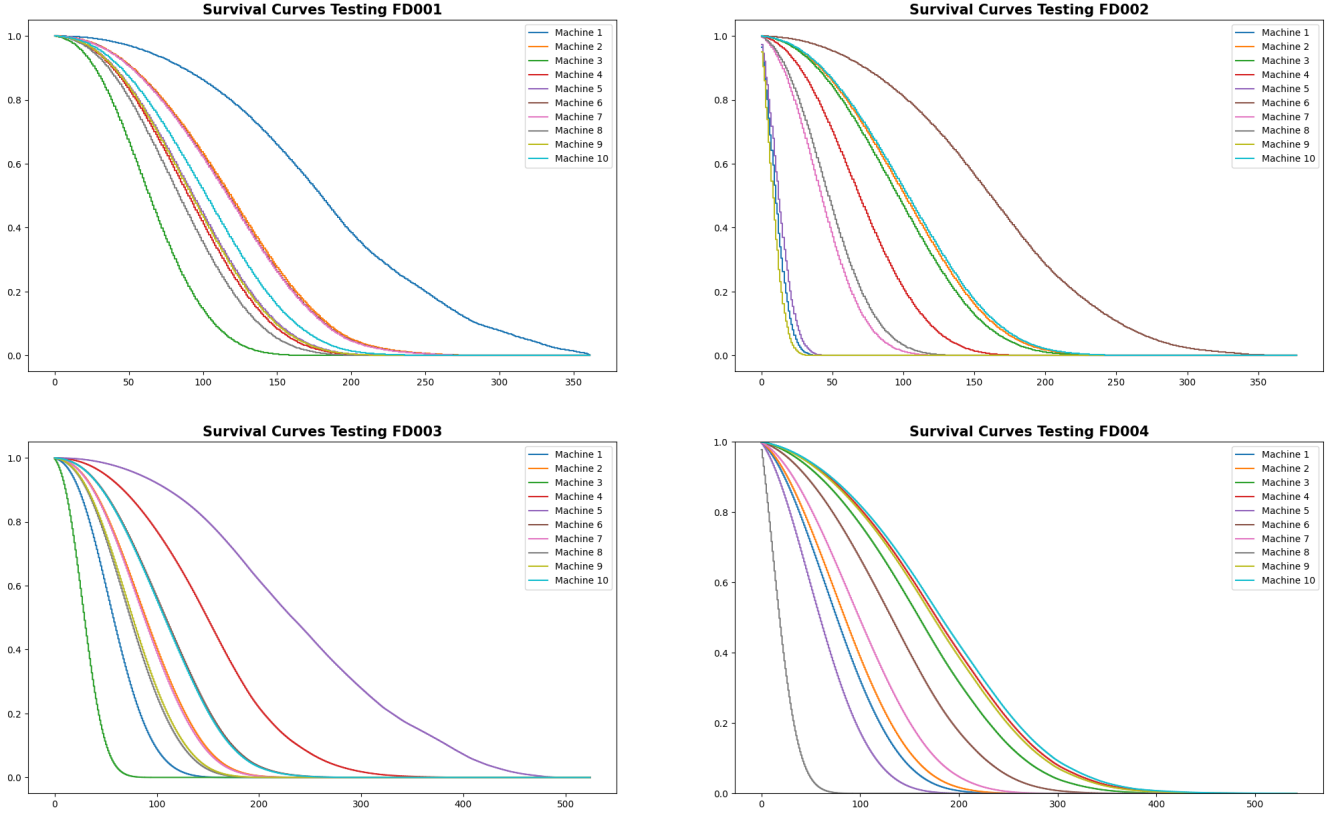 Survival Curves Testing FD001
1.0
0.8
0.6
0.4
0.2
0.0
0 50 100 150 200 250 300 350
Machine 1
Machine 2
Machine 3
Machine 4
Machine 5
Machine 6
Machine 7
Machine 8
Machine 9
Machine 10
Survival Curves Testing FD002
1.0
0.8
0.6
0.4
0.2
0.0
0 50 100 150 200 250 300 350
Machine 1
Machine 2
Machine 3
Machine 4
Machine 5
Machine 6
Machine 7
Machine 8
Machine 9
Machine 10
Survival Curves Testing FD003
1.0
0.8
0.6
0.4
0.2
0.0
0 100 200 300 400 500
Machine 1
Machine 2
Machine 3
Machine 4
Machine 5
Machine 6
Machine 7
Machine 8
Machine 9
Machine 10
Survival Curves Testing FD004
1.0
0.8
0.6
0.4
0.2
0.0
0 100 200 300 400 500
Machine 1
Machine 2
Machine 3
Machine 4
Machine 5
Machine 6
Machine 7
Machine 8
Machine 9
Machine 10